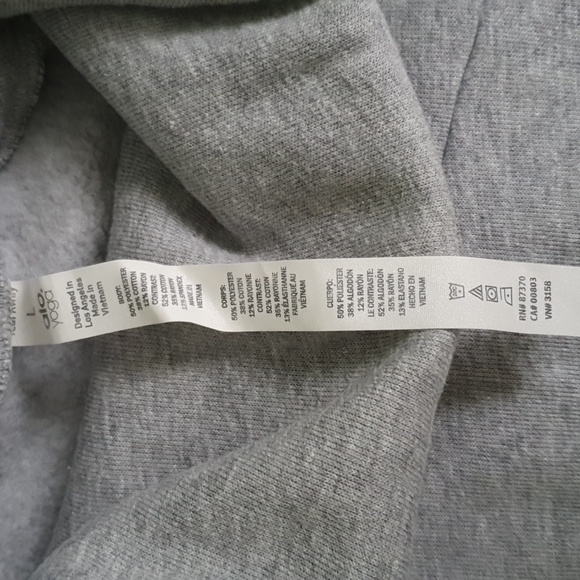 L
alo
yoga
Designed in
Los Angeles
Made in
Vietnam
BODY:
50% POLYESTER
38% COTTON
12% RAYON
CONTRAST:
52% COTTON
35% RAYON
13% SPANDEX
MADE IN
VIETNAM
CORPS:
50% POLYESTER
38% COTON
12% RAYONNE
CONTRASTE:
52% COTON
35% RAYONNE
13% ÉLASTHANNE
FABRIQUÉ AU
VIETNAM
CUERPO:
50% POLIÉSTER
38% ALGODÓN
12% RAYÓN
LE CONTRASTE:
52% ALGODÓN
35% RAYÓN
13% ELASTANO
HECHO EN
VIETNAM
RN# 87370
CA# 00803
VN# 3158